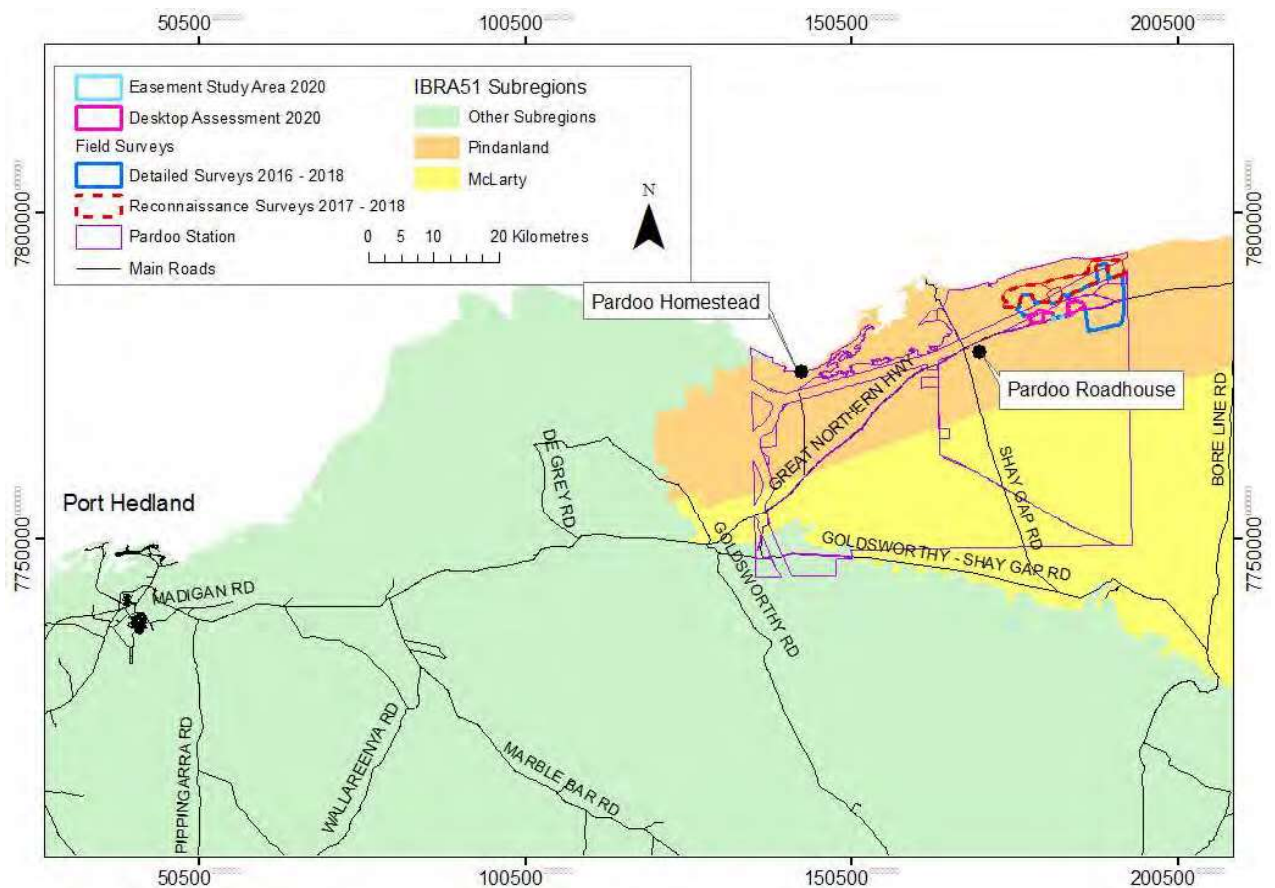 50500
100500
150500
200500
Easement Study Area 2020
Desktop Assessment 2020
Field Surveys
Detailed Surveys 2016 - 2018
Reconnaissance Surveys 2017 - 2018
Pardoo Station
Main Roads
IBRA51 Subregions
Other Subregions
Pindanland
McLarty
N
0 5 10 20 Kilometres
7800000
7800000
Pardoo Homestead
Pardoo Roadhouse
GREAT NORTHERN HWY
BORE LINE RD
SHAY GAP RD
DE GREY RD
Port Hedland
7750000
7750000
GOLDSWORTHY - SHAY GAP RD
GOLDSWORTHY RD
MADIGAN RD
PIPPINGARRA RD
WALLAREENYA RD
MARBLE BAR RD
50500
100500
150500
200500